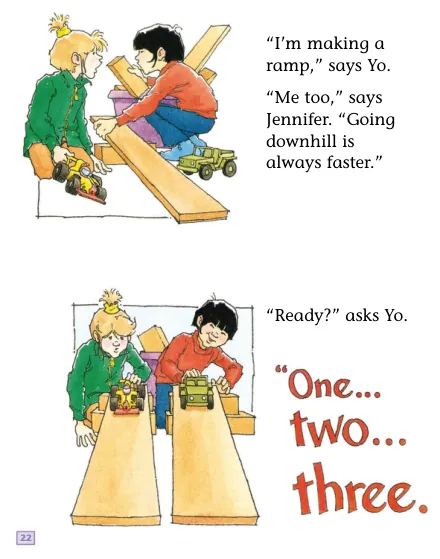 “I’m making a
ramp,” says Yo.
“Me too,” says
Jennifer. “Going
downhill is
always faster.”
“Ready?” asks Yo.
“One...
two...
three.
22